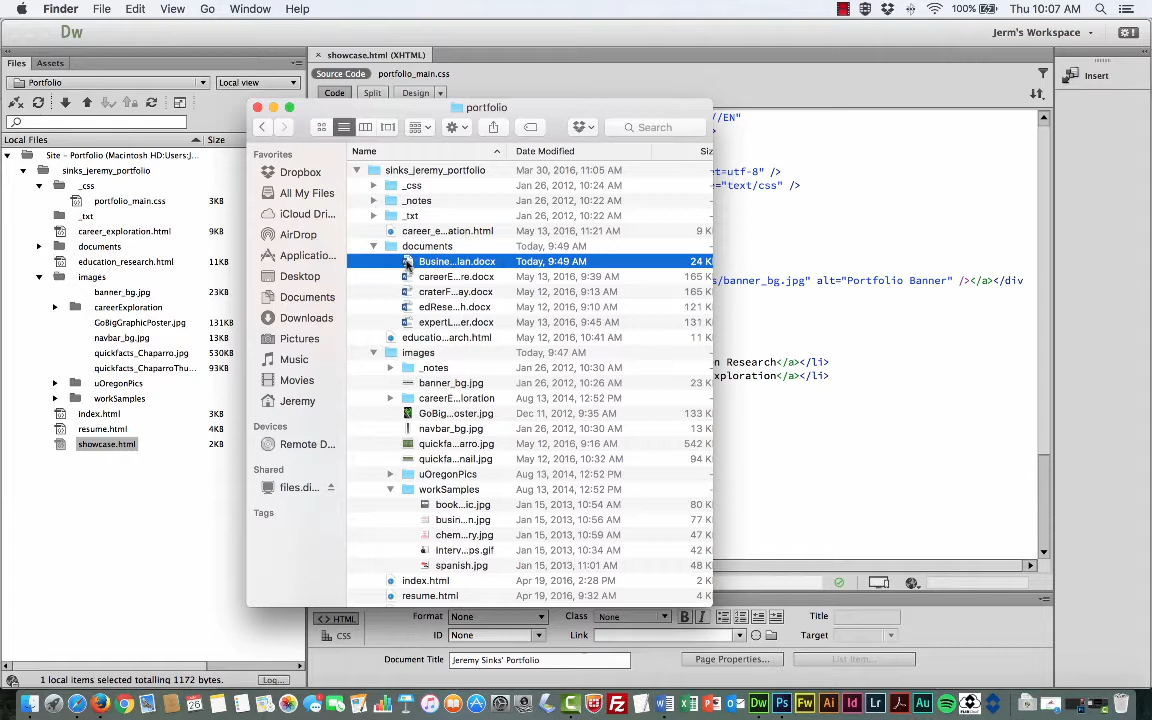 Finder File Edit View Go Window Help 100% Thu 10:07 AM
Dw Jerm's Workspace
Files Assets
Portfolio Local view
Local Files Size
Site - Portfolio (Macintosh HD:Users:J...
sinks_jeremy_portfolio
_css
portfolio_main.css 3KB
_txt
career_exploration.html 11KB
documents
education_research.html 11KB
images
banner_bg.jpg 23KB
careerExploration
GoBigGraphicPoster.jpg 131KB
navbar_bg.jpg 13KB
quickfacts_Chaparro.jpg 530KB
quickfacts_ChaparroThu...
uOregonPics
workSamples
index.html 3KB
resume.html 4KB
showcase.html 2KB
1 local items selected totalling 1172 bytes. Log...
showcase.html (XHTML)
Source Code portfolio_main.css
Code Split Design
Insert
//EN"
t=utf-8" />
="text/css" />
s/banner_bg.jpg" alt="Portfolio Banner" /></a></div
n Research</a></li>
xploration</a></li>
portfolio
Search
Favorites
Dropbox
All My Files
iCloud Dri...
AirDrop
Applicatio...
Desktop
Documents
Downloads
Pictures
Music
Movies
Jeremy
Devices
Remote D...
Shared
files.di...
Tags
Name Date Modified Siz
sinks_jeremy_portfolio Mar 30, 2016, 11:05 AM
_css Jan 26, 2012, 10:24 AM
_notes Jan 26, 2012, 10:22 AM
_txt Jan 26, 2012, 10:22 AM
career_e...ation.html May 13, 2016, 11:21 AM 9 K
documents Today, 9:49 AM
Busine...lan.docx Today, 9:49 AM 24 K
careerE...re.docx May 13, 2016, 9:39 AM 165 K
craterF...ay.docx May 12, 2016, 9:13 AM 165 K
edRese...h.docx May 12, 2016, 9:10 AM 121 K
expertL...er.docx May 13, 2016, 9:45 AM 131 K
educatio...arch.html May 12, 2016, 10:41 AM 11 K
images Today, 9:47 AM
_notes Jan 26, 2012, 10:30 AM
banner_bg.jpg Jan 26, 2012, 10:26 AM 23 K
careerE...loration Aug 13, 2014, 12:52 PM
GoBig...oster.jpg Dec 11, 2012, 9:35 AM 133 K
navbar_bg.jpg Jan 26, 2012, 10:30 AM 13 K
quickfa...arro.jpg May 12, 2016, 9:16 AM 542 K
quickfa...nail.jpg May 12, 2016, 10:32 AM 94 K
uOregonPics Aug 13, 2014, 12:52 PM
workSamples Aug 13, 2014, 12:52 PM
book...ic.jpg Jan 15, 2013, 10:54 AM 80 K
busin...n.jpg Jan 15, 2013, 10:56 AM 77 K
chem...ry.jpg Jan 15, 2013, 10:59 AM 47 K
Interv...ps.gif Jan 15, 2013, 10:34 AM 42 K
spanish.jpg Jan 15, 2013, 11:01 AM 48 K
index.html Apr 19, 2016, 2:28 PM 2 K
resume.html Apr 19, 2016, 9:32 AM 4 K
<> HTML Format None Class None B I Title
CSS ID None Link Target
Document Title Jeremy Sinks' Portfolio Page Properties... List Item...
26 Dw Ps Fw Ai Id Lr Au